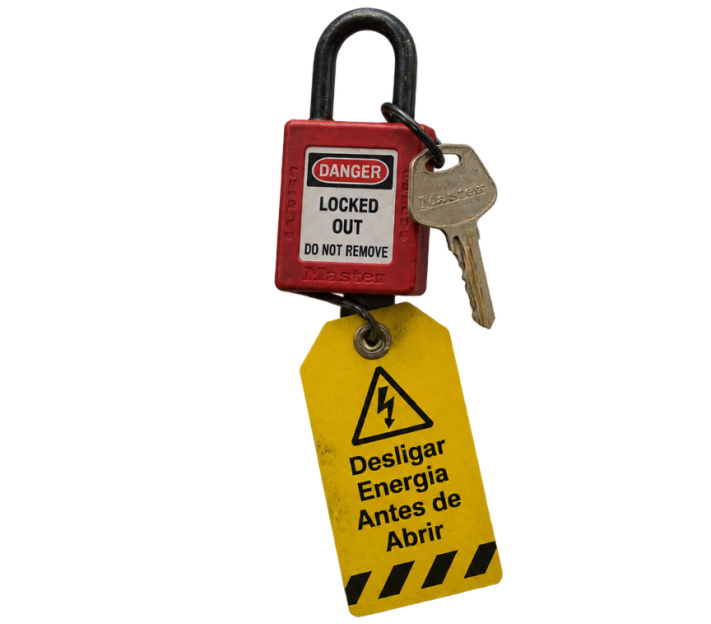 DANGER
LOCKED
OUT
DO NOT REMOVE
Master
Master
Desligar
Energia
Antes de
Abrir